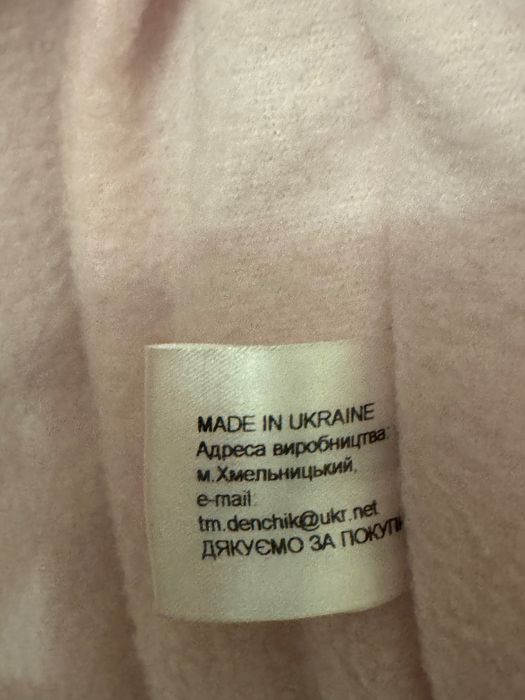 MADE IN UKRAINE
Адреса виробництва:
м.Хмельницький,
e-mail:
tm.denchik@ukr.net
ДЯКУЄМО ЗА